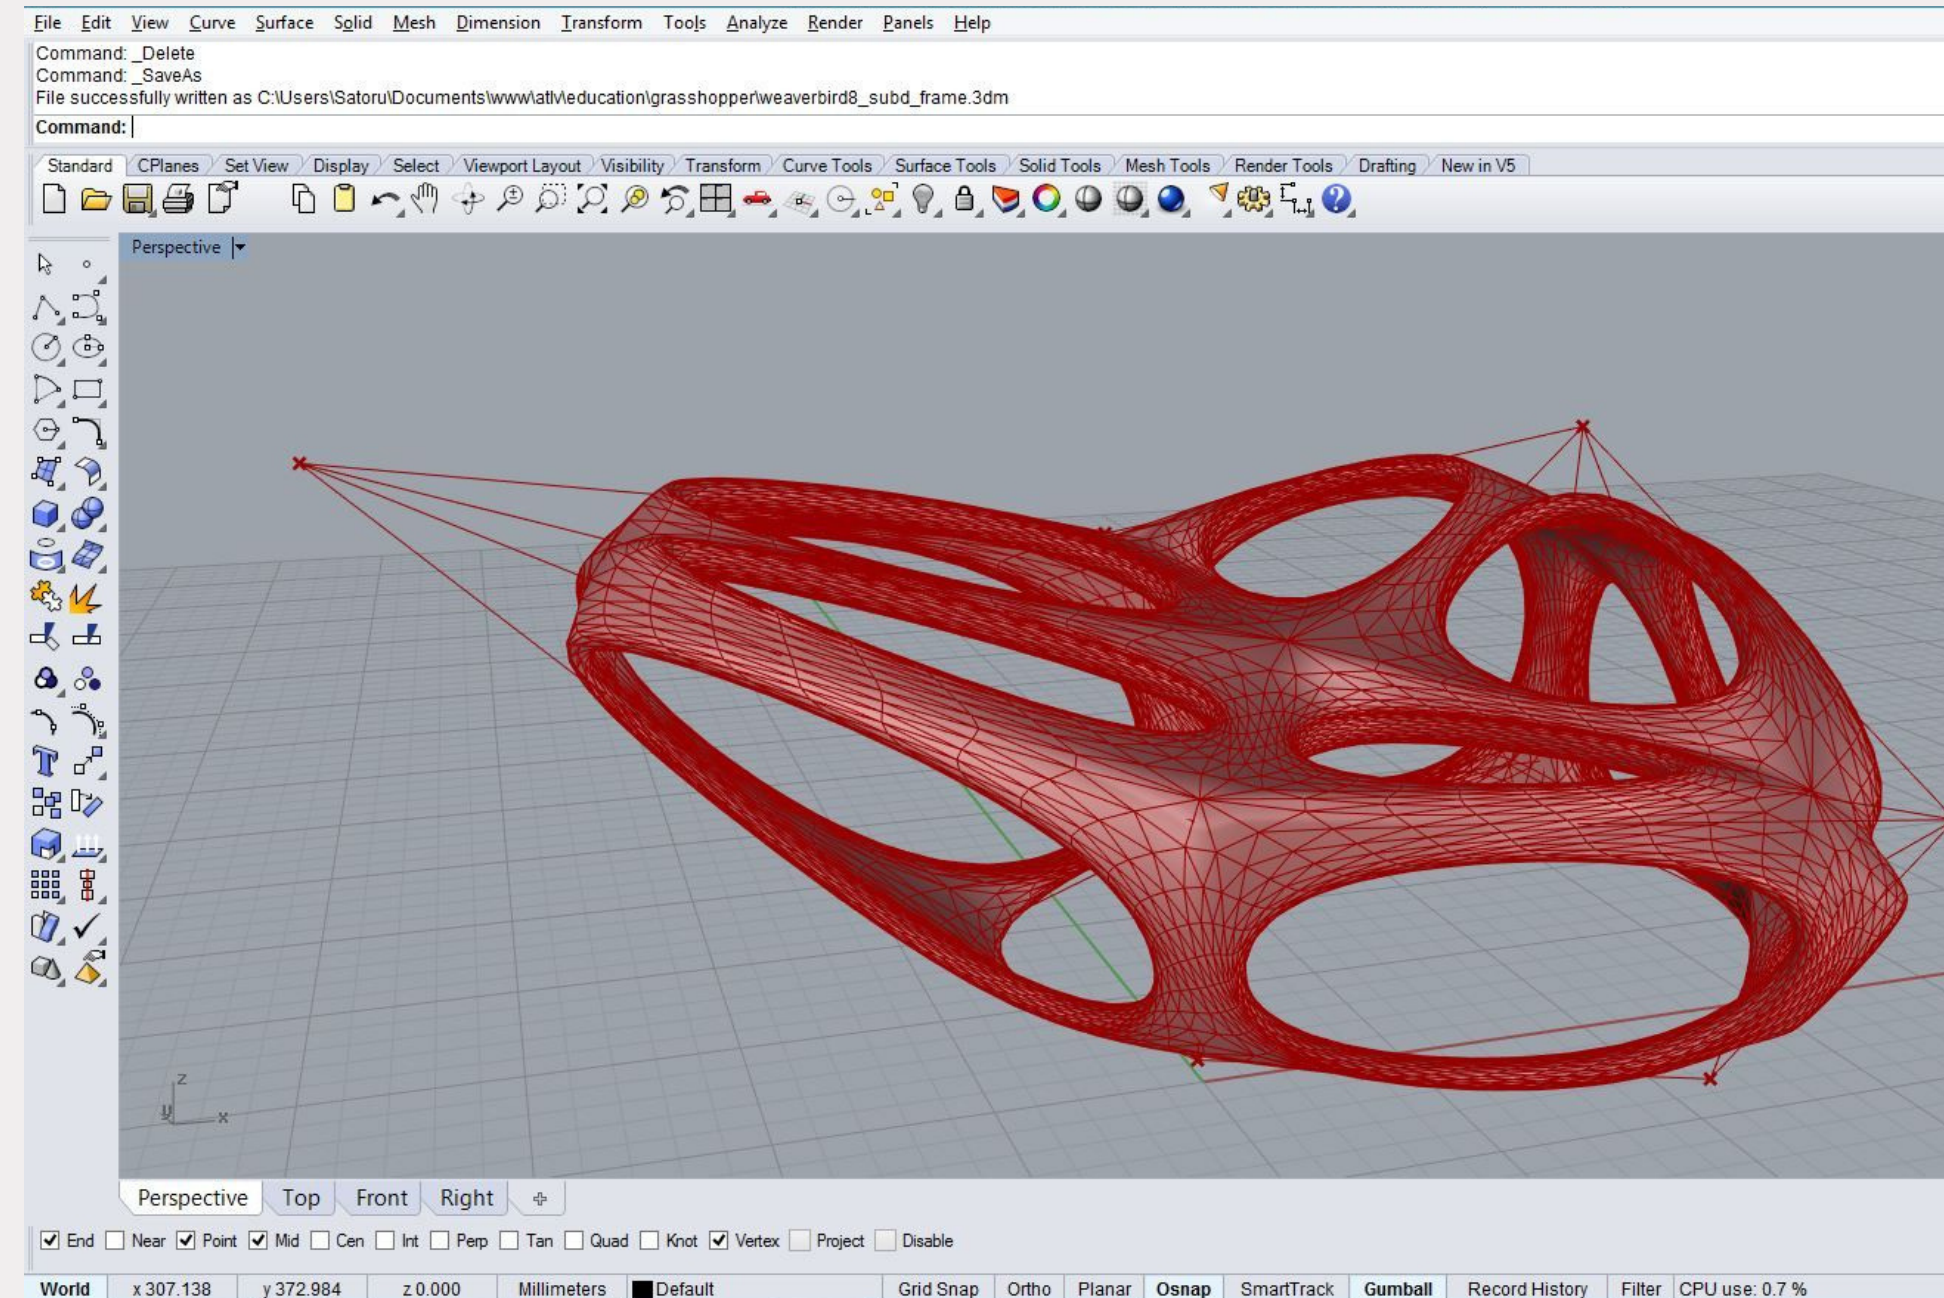 File Edit View Curve Surface Solid Mesh Dimension Transform Tools Analyze Render Panels Help
Command: _Delete
Command: _SaveAs
File successfully written as C:\Users\Satoru\Documents\www\atlv\education\grasshopper\weaverbird8_subd_frame.3dm
Command:
Standard CPlanes Set View Display Select Viewport Layout Visibility Transform Curve Tools Surface Tools Solid Tools Mesh Tools Render Tools Drafting New in V5
Perspective
z
y x
Perspective Top Front Right
End Near Point Mid Cen Int Perp Tan Quad Knot Vertex Project Disable
World x 307.138 y 372.984 z 0.000 Millimeters Default Grid Snap Ortho Planar Osnap SmartTrack Gumball Record History Filter CPU use: 0.7 %